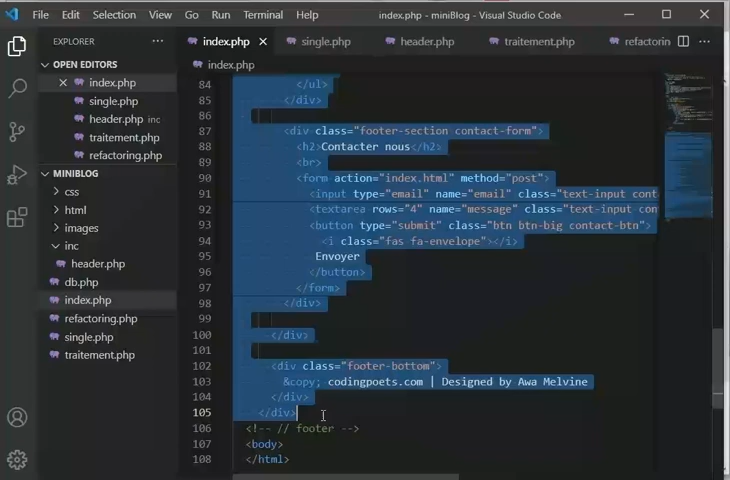 File Edit Selection View Go Run Terminal Help index.php - miniBlog - Visual Studio Code
EXPLORER
index.php single.php header.php traitement.php refactorin
OPEN EDITORS
index.php
index.php
single.php
header.php inc
traitement.php
refactoring.php
MINIBLOG
css
html
images
inc
header.php
db.php
index.php
refactoring.php
single.php
traitement.php
84 </ul>
85 </div>
86
87 <div class="footer-section contact-form">
88 <h2>Contacter nous</h2>
89 <br>
90 <form action="index.html" method="post">
91 <input type="email" name="email" class="text-input cont
92 <textarea rows="4" name="message" class="text-input con
93 <button type="submit" class="btn btn-big contact-btn">
94 <i class="fas fa-envelope"></i>
95 Envoyer
96 </button>
97 </form>
98 </div>
99
100 </div>
101
102 <div class="footer-bottom">
103 &copy; codingpoets.com | Designed by Awa Melvine
104 </div>
105 </div>
106 <!-- // footer -->
107 <body>
108 </html>